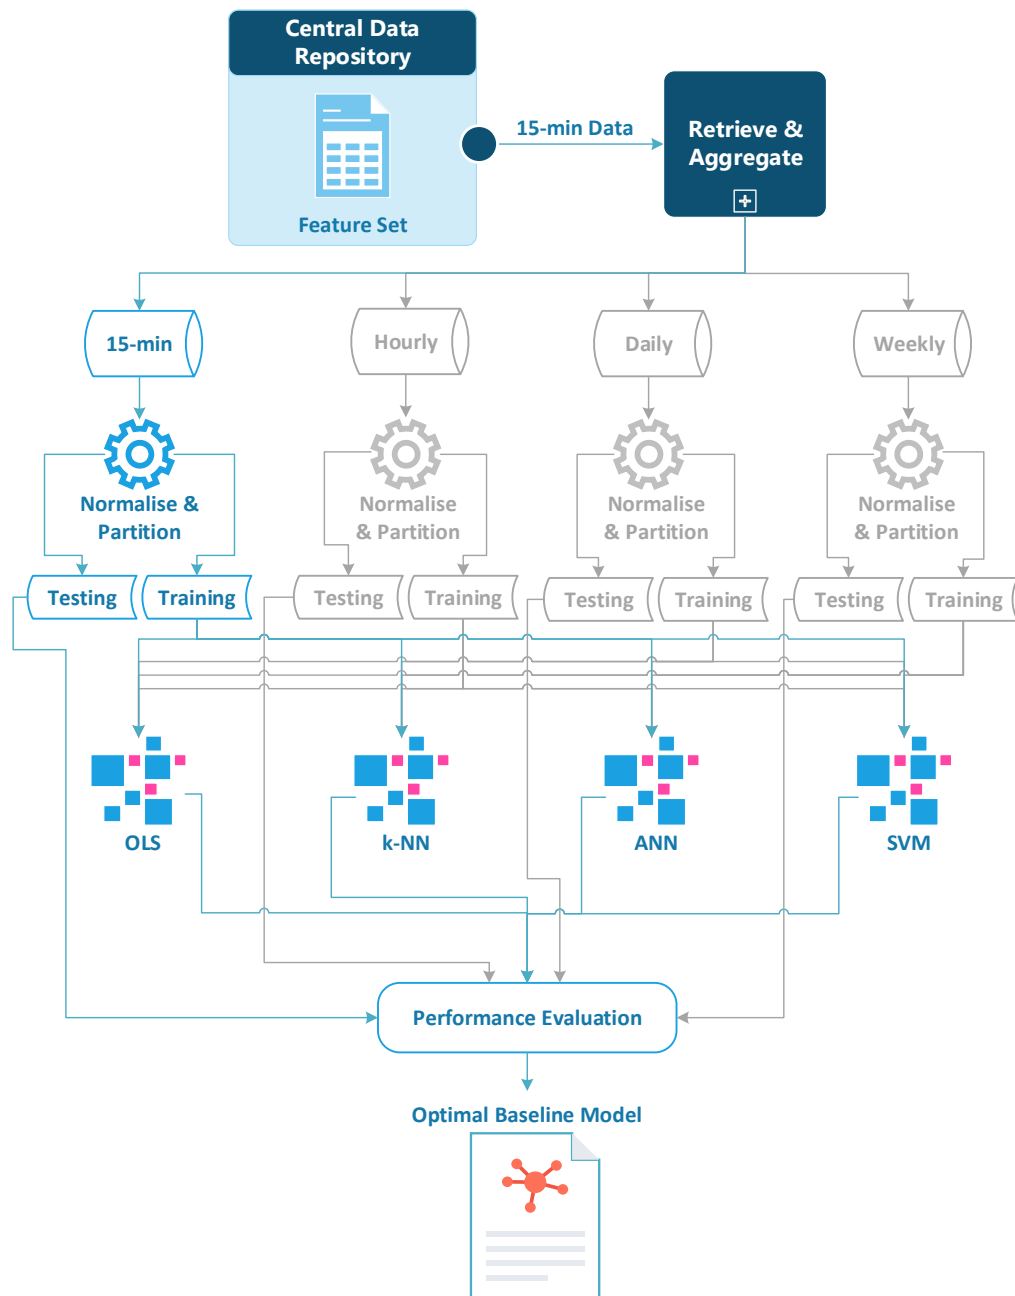 Central Data
Repository
15-min Data
Retrieve &
Aggregate
Feature Set
15-min
Hourly
Daily
Weekly
Normalise &
Partition
Normalise
& Partition
Normalise
& Partition
Normalise
& Partition
Testing
Training
Testing
Training
Testing
Training
Testing
Training
OLS
k-NN
ANN
SVM
Performance Evaluation
Optimal Baseline Model